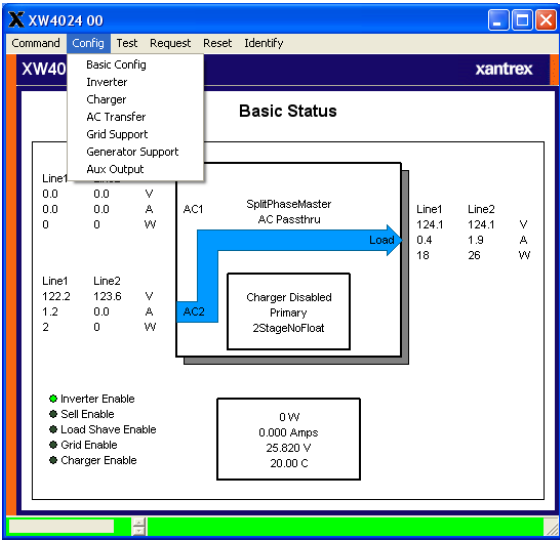 XW4024 00
Command Config Test Request Reset Identify
XW40 xantrex
Basic Config
Inverter
Charger
AC Transfer
Grid Support
Generator Support
Aux Output
Basic Status
Line1
0.0 0.0 V
0.0 0.0 A
0 0 W
AC1
SplitPhaseMaster
AC Passthru
Load
Line1 Line2
124.1 124.1 V
0.4 1.9 A
18 26 W
Line1 Line2
122.2 123.6 V
1.2 0.0 A
2 0 W
AC2
Charger Disabled
Primary
2StageNoFloat
Inverter Enable
Sell Enable
Load Shave Enable
Grid Enable
Charger Enable
0 W
0.000 Amps
25.820 V
20.00 C